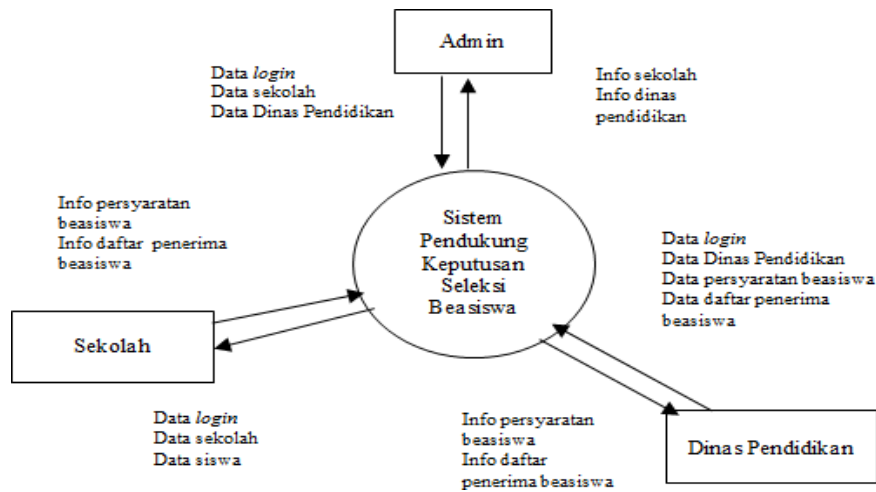 Admin
Data login
Data sekolah
Data Dinas Pendidikan
Info sekolah
Info dinas
pendidikan
Info persyaratan
beasiswa
Info daftar penerima
beasiswa
Sistem
Pendukung
Keputusan
Seleksi
Beasiswa
Data login
Data Dinas Pendidikan
Data persyaratan beasiswa
Data daftar penerima
beasiswa
Sekolah
Data login
Data sekolah
Data siswa
Info persyaratan
beasiswa
Info daftar
penerima beasiswa
Dinas Pendidikan